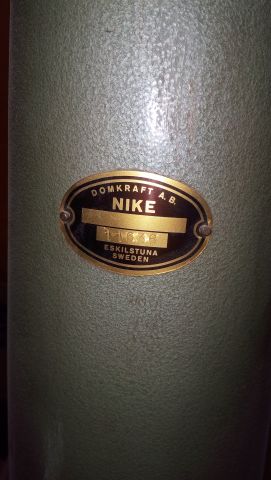 DOMKRAFT A.B.
NIKE
ESKILSTUNA
SWEDEN